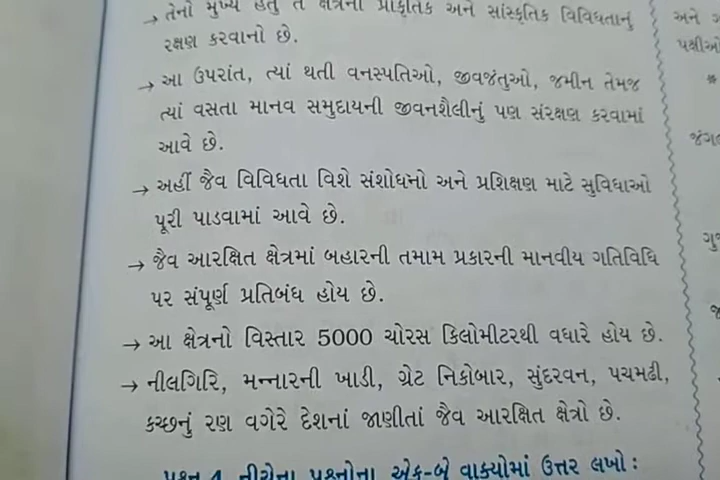 → તેનો મુખ્ય હેતુ તે ક્ષેત્રની પ્રાકૃતિક અને સાંસ્કૃતિક વિવિધતાનું
રક્ષણ કરવાનો છે.
→ આ ઉપરાંત, ત્યાં થતી વનસ્પતિઓ, જીવજંતુઓ, જમીન તેમજ
ત્યાં વસતા માનવ સમુદાયની જીવનશૈલીનું પણ સંરક્ષણ કરવામાં
આવે છે.
→ અહીં જૈવ વિવિધતા વિશે સંશોધનો અને પ્રશિક્ષણ માટે સુવિધાઓ
પૂરી પાડવામાં આવે છે.
→ જૈવ આરક્ષિત ક્ષેત્રમાં બહારની તમામ પ્રકારની માનવીય ગતિવિધિ
પર સંપૂર્ણ પ્રતિબંધ હોય છે.
→ આ ક્ષેત્રનો વિસ્તાર 5000 ચોરસ કિલોમીટરથી વધારે હોય છે.
→ નીલગિરિ, મન્નારની ખાડી, ગ્રેટ નિકોબાર, સુંદરવન, પચમઢી,
કચ્છનું રણ વગેરે દેશનાં જાણીતાં જૈવ આરક્ષિત ક્ષેત્રો છે.
પ્રશ્ન 4. નીચેના પ્રશ્નોના એક-બે વાક્યોમાં ઉત્તર લખો :
અને
પક્ષીઓ
*